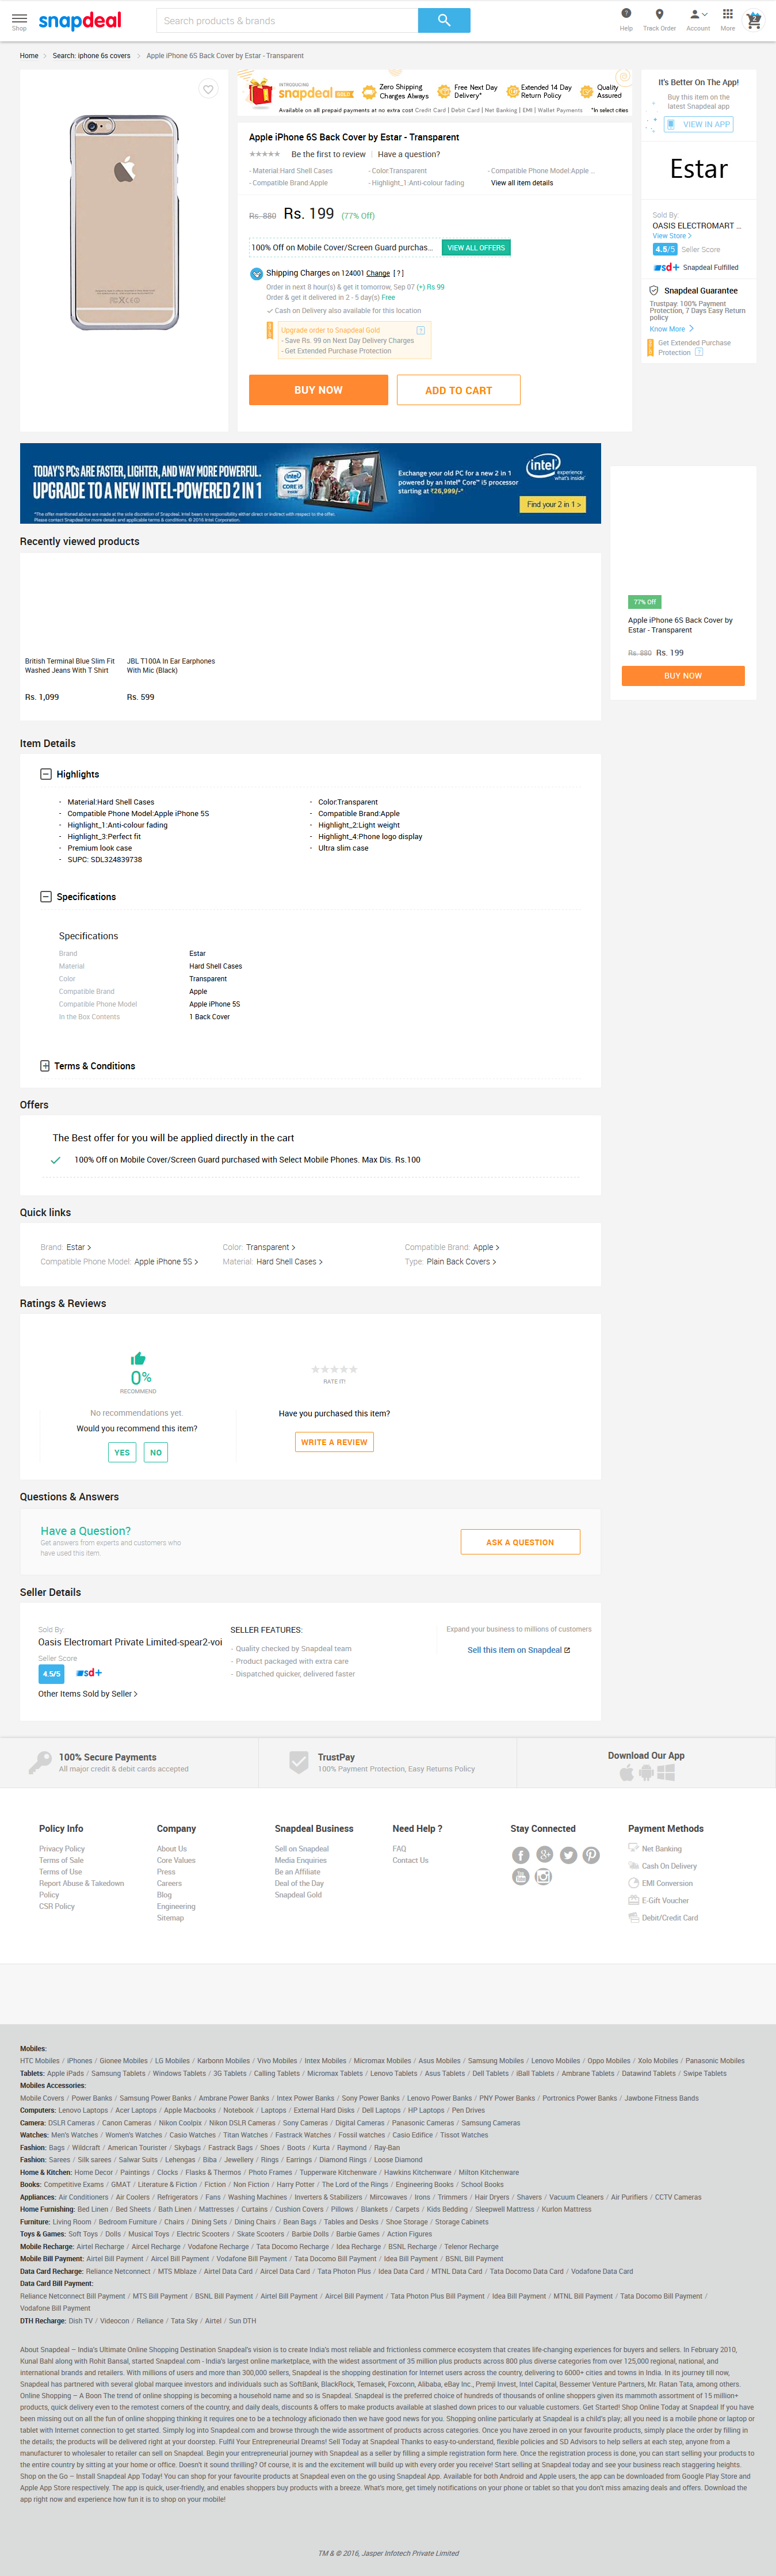 Shop
snapdeal
Search products & brands
Help
Track Order
Account
More
2
Home
Search: iphone 6s covers
Apple iPhone 6S Back Cover by Estar - Transparent
INTRODUCING
snapdeal GOLD
Zero Shipping
Charges Always
Free Next Day
Delivery*
Extended 14 Day
Return Policy
Quality
Assured
Available on all prepaid payments at no extra cost Credit Card | Debit Card | Net Banking | EMI | Wallet Payments
*In select cities
Apple iPhone 6S Back Cover by Estar - Transparent
Be the first to review
Have a question?
- Material:Hard Shell Cases
- Color:Transparent
- Compatible Phone Model:Apple ...
- Compatible Brand:Apple
- Highlight_1:Anti-colour fading
View all item details
Rs. 880 Rs. 199 (77% Off)
100% Off on Mobile Cover/Screen Guard purchas...
VIEW ALL OFFERS
Shipping Charges on 124001 Change [ ? ]
Order in next 8 hour(s) & get it tomorrow, Sep 07 (+) Rs 99
Order & get it delivered in 2 - 5 day(s) Free
Cash on Delivery also available for this location
Upgrade order to Snapdeal Gold
- Save Rs. 99 on Next Day Delivery Charges
- Get Extended Purchase Protection
BUY NOW
ADD TO CART
It's Better On The App!
Buy this item on the
latest Snapdeal app
VIEW IN APP
Estar
Sold By:
OASIS ELECTROMART ...
View Store
4.5/5 Seller Score
sd+ Snapdeal Fulfilled
Snapdeal Guarantee
Trustpay: 100% Payment
Protection, 7 Days Easy Return
policy
Know More
Get Extended Purchase
Protection
TODAY'S PCs ARE FASTER, LIGHTER, AND WAY MORE POWERFUL
UPGRADE TO A NEW INTEL-POWERED 2 IN 1
*The offer mentioned above are made at the sole discretion of Snapdeal. Intel bears no responsibility either direct or indirect with respect to the offer.
Please contact Snapdeal for more details and applicable terms & conditions. © 2016 Intel Corporation.
CORE i5
Exchange your old PC for a new 2 in 1
powered by an Intel® Core™ i5 processor
starting at ₹26,999/-*
intel
experience
what's inside™
Find your 2 in 1 >
77% Off
Apple iPhone 6S Back Cover by
Estar - Transparent
Rs. 880 Rs. 199
BUY NOW
Recently viewed products
British Terminal Blue Slim Fit
Washed Jeans With T Shirt
Rs. 1,099
JBL T100A In Ear Earphones
With Mic (Black)
Rs. 599
Item Details
Highlights
Material:Hard Shell Cases
Color:Transparent
Compatible Phone Model:Apple iPhone 5S
Compatible Brand:Apple
Highlight_1:Anti-colour fading
Highlight_2:Light weight
Highlight_3:Perfect fit
Highlight_4:Phone logo display
Premium look case
Ultra slim case
SUPC: SDL324839738
Specifications
Specifications
Brand Estar
Material Hard Shell Cases
Color Transparent
Compatible Brand Apple
Compatible Phone Model Apple iPhone 5S
In the Box Contents 1 Back Cover
Terms & Conditions
Offers
The Best offer for you will be applied directly in the cart
100% Off on Mobile Cover/Screen Guard purchased with Select Mobile Phones. Max Dis. Rs.100
Quick links
Brand: Estar
Color: Transparent
Compatible Brand: Apple
Compatible Phone Model: Apple iPhone 5S
Material: Hard Shell Cases
Type: Plain Back Covers
Ratings & Reviews
0%
RECOMMEND
No recommendations yet.
Would you recommend this item?
YES
NO
RATE IT!
Have you purchased this item?
WRITE A REVIEW
Questions & Answers
Have a Question?
Get answers from experts and customers who
have used this item.
ASK A QUESTION
Seller Details
Sold By:
Oasis Electromart Private Limited-spear2-voi
Seller Score
4.5/5 sd+
Other Items Sold by Seller
SELLER FEATURES:
- Quality checked by Snapdeal team
- Product packaged with extra care
- Dispatched quicker, delivered faster
Expand your business to millions of customers
Sell this item on Snapdeal
100% Secure Payments
All major credit & debit cards accepted
TrustPay
100% Payment Protection, Easy Returns Policy
Download Our App
Policy Info
Privacy Policy
Terms of Sale
Terms of Use
Report Abuse & Takedown
Policy
CSR Policy
Company
About Us
Core Values
Press
Careers
Blog
Engineering
Sitemap
Snapdeal Business
Sell on Snapdeal
Media Enquiries
Be an Affiliate
Deal of the Day
Snapdeal Gold
Need Help ?
FAQ
Contact Us
Stay Connected
Payment Methods
Net Banking
Cash On Delivery
EMI Conversion
E-Gift Voucher
Debit/Credit Card
Mobiles:
HTC Mobiles / iPhones / Gionee Mobiles / LG Mobiles / Karbonn Mobiles / Vivo Mobiles / Intex Mobiles / Micromax Mobiles / Asus Mobiles / Samsung Mobiles / Lenovo Mobiles / Oppo Mobiles / Xolo Mobiles / Panasonic Mobiles
Tablets: Apple iPads / Samsung Tablets / Windows Tablets / 3G Tablets / Calling Tablets / Micromax Tablets / Lenovo Tablets / Asus Tablets / Dell Tablets / iBall Tablets / Ambrane Tablets / Datawind Tablets / Swipe Tablets
Mobiles Accessories:
Mobile Covers / Power Banks / Samsung Power Banks / Ambrane Power Banks / Intex Power Banks / Sony Power Banks / Lenovo Power Banks / PNY Power Banks / Portronics Power Banks / Jawbone Fitness Bands
Computers: Lenovo Laptops / Acer Laptops / Apple Macbooks / Notebook / Laptops / External Hard Disks / Dell Laptops / HP Laptops / Pen Drives
Camera: DSLR Cameras / Canon Cameras / Nikon Coolpix / Nikon DSLR Cameras / Sony Cameras / Digital Cameras / Panasonic Cameras / Samsung Cameras
Watches: Men's Watches / Women's Watches / Casio Watches / Titan Watches / Fastrack Watches / Fossil watches / Casio Edifice / Tissot Watches
Fashion: Bags / Wildcraft / American Tourister / Skybags / Fastrack Bags / Shoes / Boots / Kurta / Raymond / Ray-Ban
Fashion: Sarees / Silk sarees / Salwar Suits / Lehengas / Biba / Jewellery / Rings / Earrings / Diamond Rings / Loose Diamond
Home & Kitchen: Home Decor / Paintings / Clocks / Flasks & Thermos / Photo Frames / Tupperware Kitchenware / Hawkins Kitchenware / Milton Kitchenware
Books: Competitive Exams / GMAT / Literature & Fiction / Fiction / Non Fiction / Harry Potter / The Lord of the Rings / Engineering Books / School Books
Appliances: Air Conditioners / Air Coolers / Refrigerators / Fans / Washing Machines / Inverters & Stabilizers / Mircowaves / Irons / Trimmers / Hair Dryers / Shavers / Vacuum Cleaners / Air Purifiers / CCTV Cameras
Home Furnishing: Bed Linen / Bed Sheets / Bath Linen / Mattresses / Curtains / Cushion Covers / Pillows / Blankets / Carpets / Kids Bedding / Sleepwell Mattress / Kurlon Mattress
Furniture: Living Room / Bedroom Furniture / Chairs / Dining Sets / Dining Chairs / Bean Bags / Tables and Desks / Shoe Storage / Storage Cabinets
Toys & Games: Soft Toys / Dolls / Musical Toys / Electric Scooters / Skate Scooters / Barbie Dolls / Barbie Games / Action Figures
Mobile Recharge: Airtel Recharge / Aircel Recharge / Vodafone Recharge / Tata Docomo Recharge / Idea Recharge / BSNL Recharge / Telenor Recharge
Mobile Bill Payment: Airtel Bill Payment / Aircel Bill Payment / Vodafone Bill Payment / Tata Docomo Bill Payment / Idea Bill Payment / BSNL Bill Payment
Data Card Recharge: Reliance Netconnect / MTS Mblaze / Airtel Data Card / Aircel Data Card / Tata Photon Plus / Idea Data Card / MTNL Data Card / Tata Docomo Data Card / Vodafone Data Card
Data Card Bill Payment:
Reliance Netconnect Bill Payment / MTS Bill Payment / BSNL Bill Payment / Airtel Bill Payment / Aircel Bill Payment / Tata Photon Plus Bill Payment / Idea Bill Payment / MTNL Bill Payment / Tata Docomo Bill Payment /
Vodafone Bill Payment
DTH Recharge: Dish TV / Videocon / Reliance / Tata Sky / Airtel / Sun DTH
About Snapdeal – India's Ultimate Online Shopping Destination Snapdeal's vision is to create India's most reliable and frictionless commerce ecosystem that creates life-changing experiences for buyers and sellers. In February 2010,
Kunal Bahl along with Rohit Bansal, started Snapdeal.com - India's largest online marketplace, with the widest assortment of 35 million plus products across 800 plus diverse categories from over 125,000 regional, national, and
international brands and retailers. With millions of users and more than 300,000 sellers, Snapdeal is the shopping destination for Internet users across the country, delivering to 6000+ cities and towns in India. In its journey till now,
Snapdeal has partnered with several global marquee investors and individuals such as SoftBank, BlackRock, Temasek, Foxconn, Alibaba, eBay Inc., Premji Invest, Intel Capital, Bessemer Venture Partners, Mr. Ratan Tata, among others.
Online Shopping – A Boon The trend of online shopping is becoming a household name and so is Snapdeal. Snapdeal is the preferred choice of hundreds of thousands of online shoppers given its mammoth assortment of 15 million+
products, quick delivery even to the remotest corners of the country, and daily deals, discounts & offers to make products available at slashed down prices to our valuable customers. Get Started! Shop Online Today at Snapdeal If you have
been missing out on all the fun of online shopping thinking it requires one to be a technology aficionado then we have good news for you. Shopping online particularly at Snapdeal is a child's play; all you need is a mobile phone or laptop or
tablet with Internet connection to get started. Simply log into Snapdeal.com and browse through the wide assortment of products across categories. Once you have zeroed in on your favourite products, simply place the order by filling in
the details; the products will be delivered right at your doorstep. Fulfil Your Entrepreneurial Dreams! Sell Today at Snapdeal Thanks to easy-to-understand, flexible policies and SD Advisors to help sellers at each step, anyone from a
manufacturer to wholesaler to retailer can sell on Snapdeal. Begin your entrepreneurial journey with Snapdeal as a seller by filling a simple registration form here. Once the registration process is done, you can start selling your products to
the entire country by sitting at your home or office. Doesn't it sound thrilling? Of course, it is and the excitement will build up with every order you receive! Start selling at Snapdeal today and see your business reach staggering heights.
Shop on the Go – Install Snapdeal App Today! You can shop for your favourite products at Snapdeal even on the go using Snapdeal App. Available for both Android and Apple users, the app can be downloaded from Google Play Store and
Apple App Store respectively. The app is quick, user-friendly, and enables shoppers buy products with a breeze. What's more, get timely notifications on your phone or tablet so that you don't miss amazing deals and offers. Download the
app right now and experience how fun it is to shop on your mobile!
TM & © 2016, Jasper Infotech Private Limited